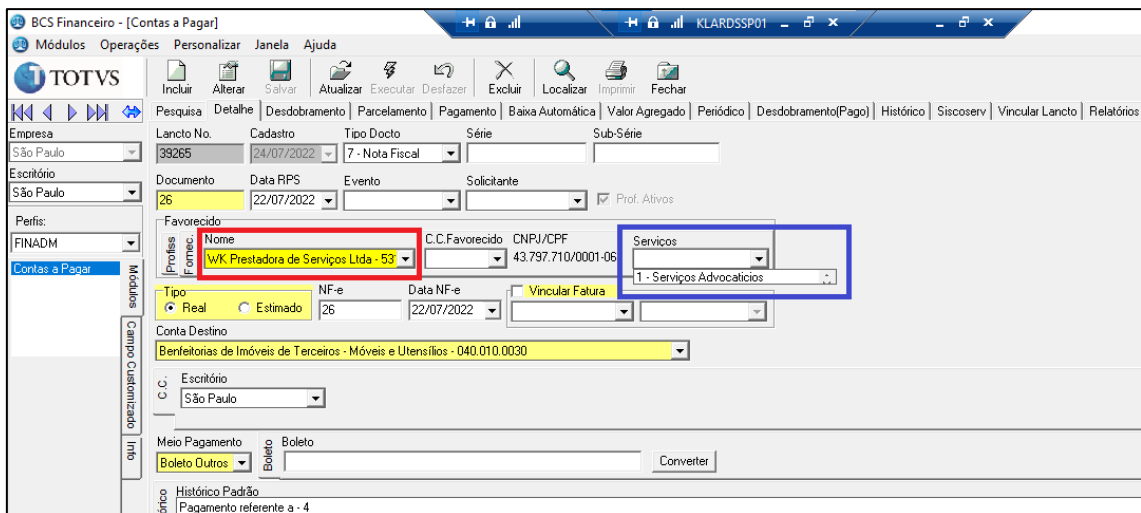 BCS Financeiro - [Contas a Pagar]
KLARDSSP01
Módulos Operações Personalizar Janela Ajuda
TOTVS
Incluir Alterar Salvar Atualizar Executar Desfazer Excluir Localizar Imprimir Fechar
Pesquisa Detalhe Desdobramento Parcelamento Pagamento Baixa Automática Valor Agregado Periódico Desdobramento(Pago) Histórico Siscoserv Vincular Lancto Relatórios
Empresa
São Paulo
Escritório
São Paulo
Perfis:
FINADM
Contas a Pagar
Módulos
Campo Customizado
Info
Lancto No. Cadastro Tipo Docto Série Sub-Série
39265 24/07/2022 7 - Nota Fiscal
Documento Data RPS Evento Solicitante
26 22/07/2022 Prof. Ativos
Favorecido
Profiss
Fornec.
Nome C.C.Favorecido CNPJ/CPF Serviços
WK Prestadora de Serviços Ltda - 53 43.797.710/0001-06
1 - Serviços Advocaticios
Tipo NF-e Data NF-e Vincular Fatura
Real Estimado 26 22/07/2022
Conta Destino
Benfeitorias de Imóveis de Terceiros - Móveis e Utensílios - 040.010.0030
C.C.
Escritório
São Paulo
Meio Pagamento Boleto Boleto
Boleto Outros Converter
Histórico Padrão
Pagamento referente a - 4